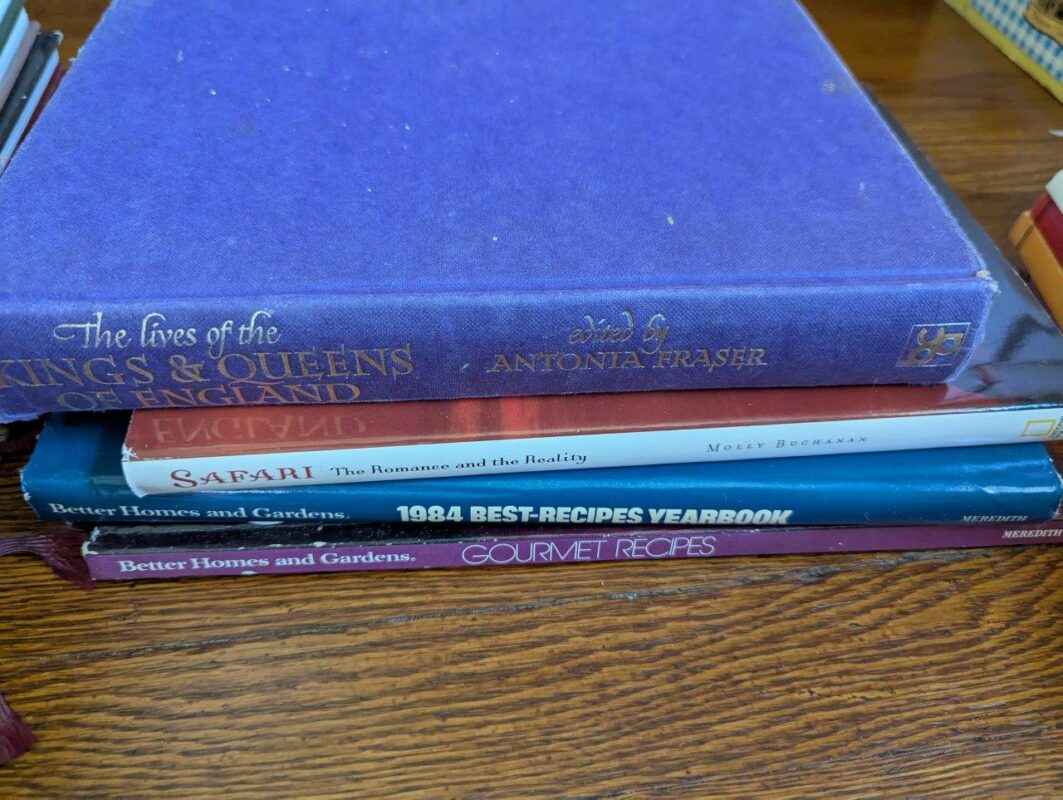 The lives of the
KINGS & QUEENS
OF ENGLAND
edited by
ANTONIA FRASER
ENGLAND
SAFARI The Romance and the Reality MOLLY BUCHANAN
Better Homes and Gardens. 1984 BEST-RECIPES YEARBOOK MEREDITH
Better Homes and Gardens. GOURMET RECIPES MEREDITH